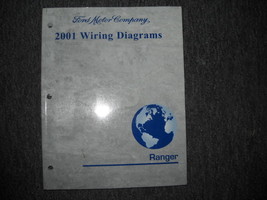 Ford Motor Company
2001 Wiring Diagrams
Ranger